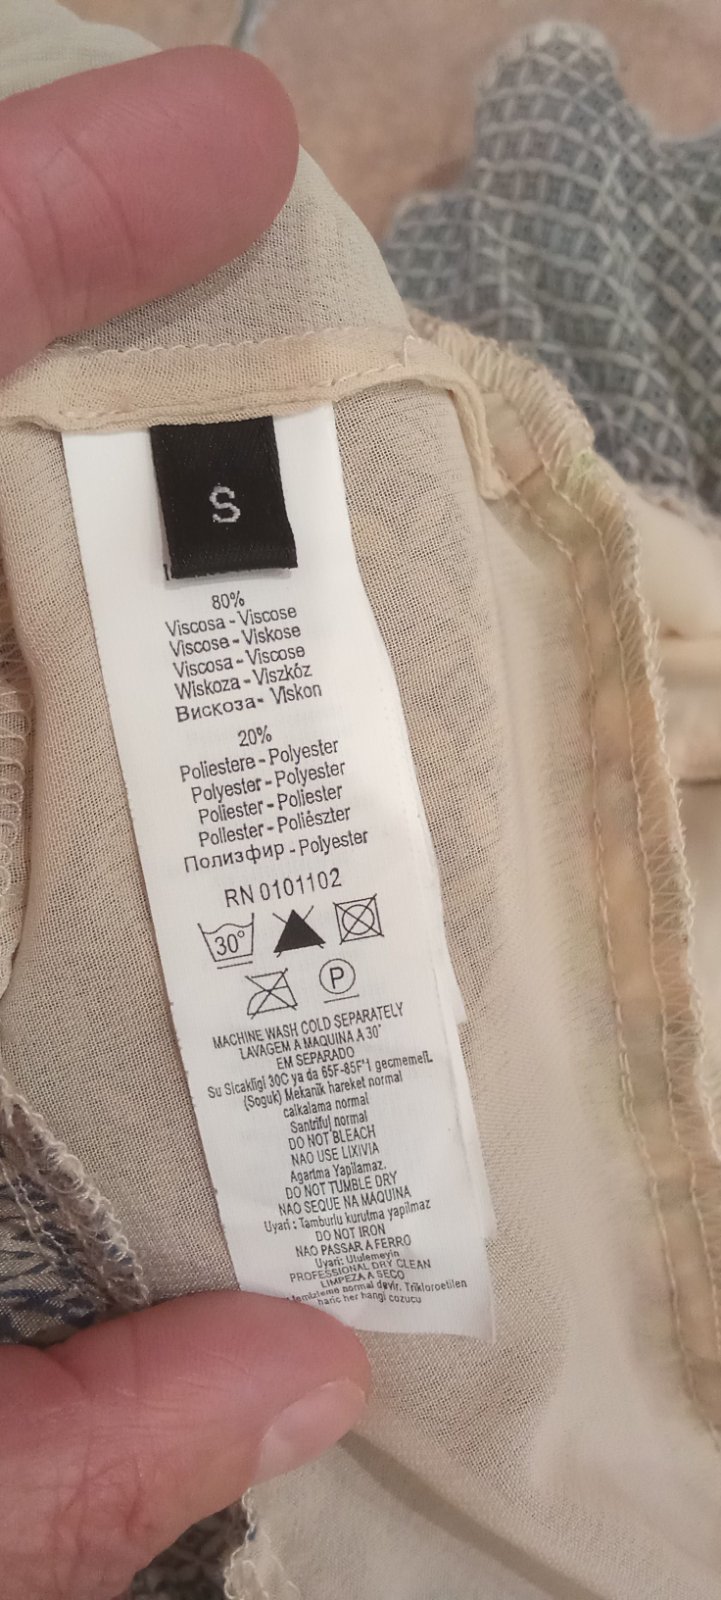 S
80%
Viscosa - Viscose
Viscose - Viskose
Viscosa - Viscose
Wiskoza - Viszkóz
Вискоза- Viskon
20%
Poliestere - Polyester
Polyester - Polyester
Poliester - Poliester
Poliester - Poliészter
Полизфир - Polyester
RN 0101102
30°
P
MACHINE WASH COLD SEPARATELY
LAVAGEM A MAQUINA A 30°
EM SEPARADO
Su Sicakligi 30C ya da 65F-85F'i gecmemefi.
(Soguk) Mekanik hareket normal
calkalama normal
Santrifuj normal
DO NOT BLEACH
NAO USE LIXIVIA
Agartma Yapilamaz.
DO NOT TUMBLE DRY
NAO SEQUE NA MAQUINA
Uyari : Tamburlu kurutma yapilmaz
DO NOT IRON
NAO PASSAR A FERRO
Uyari: Utulemeyin
PROFESSIONAL DRY CLEAN
LIMPEZA A SECO
temizleme normal devir. Trikloroetilen
haric her hangi cozucu